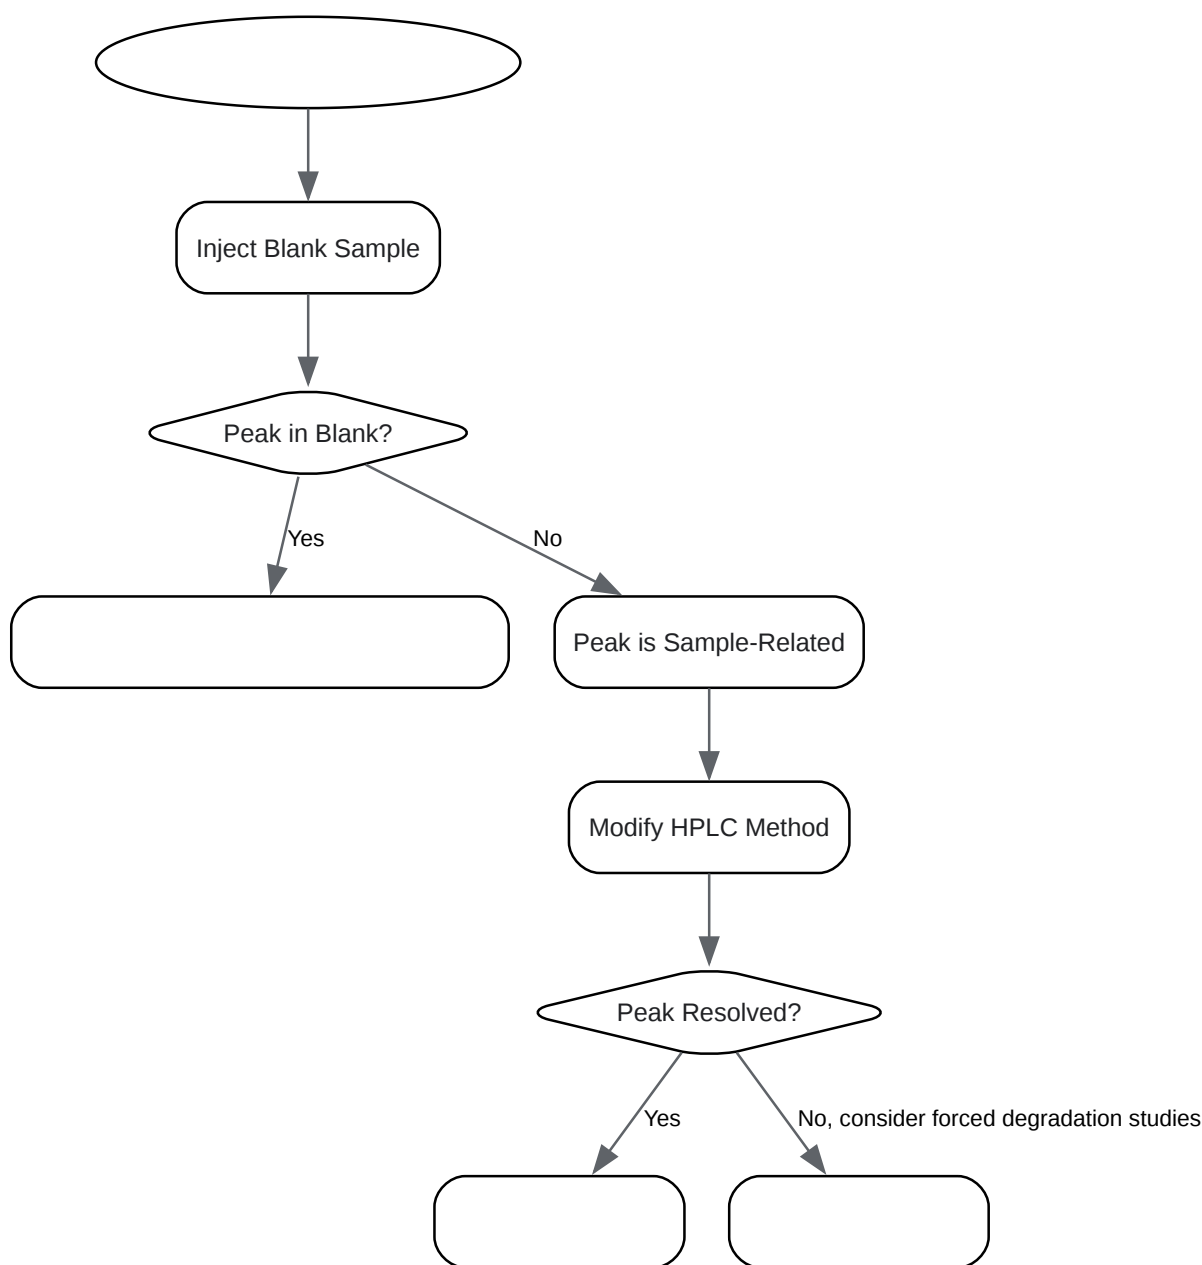 Inject Blank Sample
Peak in Blank?
Yes
No
Peak is Sample-Related
Modify HPLC Method
Peak Resolved?
Yes
No, consider forced degradation studies